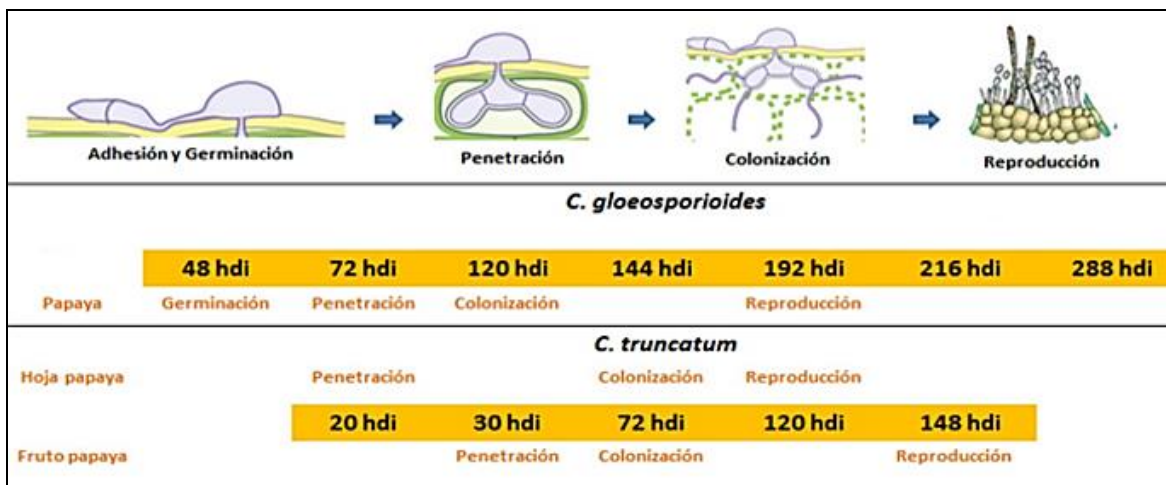 Adhesión y Germinación Penetración Colonización Reproducción
C. gloeosporioides
48 hdi 72 hdi 120 hdi 144 hdi 192 hdi 216 hdi 288 hdi
Papaya Germinación Penetración Colonización Reproducción
C. truncatum
Hoja papaya Penetración Colonización Reproducción
20 hdi 30 hdi 72 hdi 120 hdi 148 hdi
Fruto papaya Penetración Colonización Reproducción